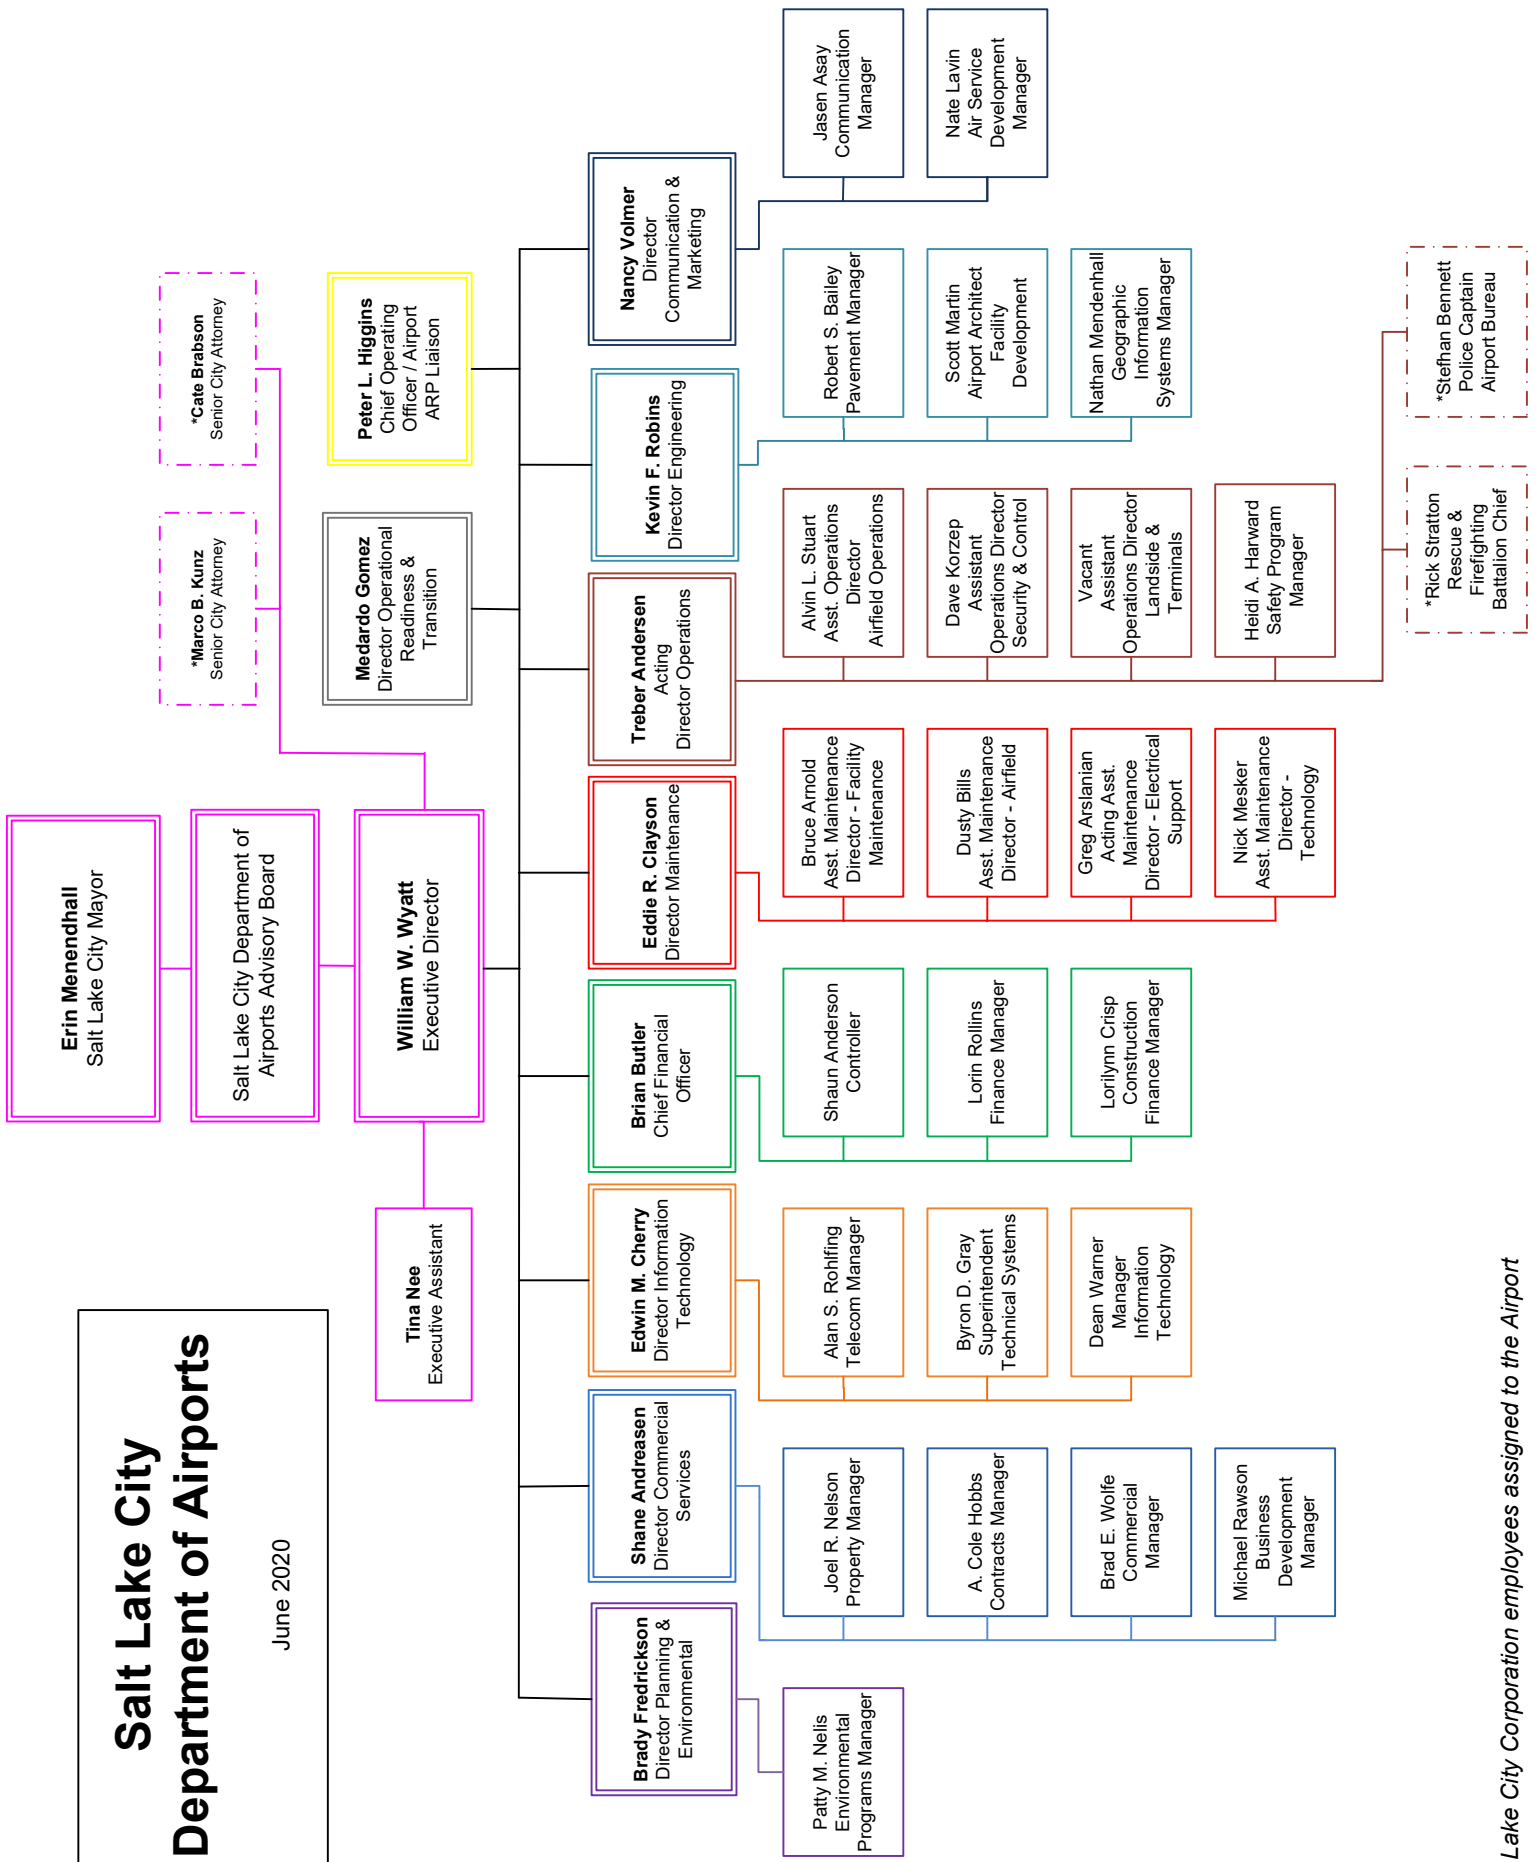 Salt Lake City
Department of Airports
June 2020
Erin Menendhall
Salt Lake City Mayor
Salt Lake City Department of
Airports Advisory Board
William W. Wyatt
Executive Director
Tina Nee
Executive Assistant
*Marco B. Kunz
Senior City Attorney
*Cate Brabson
Senior City Attorney
Medardo Gomez
Director Operational
Readiness &
Transition
Peter L. Higgins
Chief Operating
Officer / Airport
ARP Liaison
Brady Fredrickson
Director Planning &
Environmental
Shane Andreasen
Director Commercial
Services
Edwin M. Cherry
Director Information
Technology
Brian Butler
Chief Financial
Officer
Eddie R. Clayson
Director Maintenance
Treber Andersen
Acting
Director Operations
Kevin F. Robins
Director Engineering
Nancy Volmer
Director
Communication &
Marketing
Patty M. Nelis
Environmental
Programs Manager
Joel R. Nelson
Property Manager
A. Cole Hobbs
Contracts Manager
Brad E. Wolfe
Commercial
Manager
Michael Rawson
Business
Development
Manager
Alan S. Rohlfing
Telecom Manager
Byron D. Gray
Superintendent
Technical Systems
Dean Warner
Manager
Information
Technology
Shaun Anderson
Controller
Lorin Rollins
Finance Manager
Lorilynn Crisp
Construction
Finance Manager
Bruce Arnold
Asst. Maintenance
Director - Facility
Maintenance
Dusty Bills
Asst. Maintenance
Director - Airfield
Greg Arslanian
Acting Asst.
Maintenance
Director - Electrical
Support
Nick Mesker
Asst. Maintenance
Director -
Technology
Alvin L. Stuart
Asst. Operations
Director
Airfield Operations
Dave Korzep
Assistant
Operations Director
Security & Control
Vacant
Assistant
Operations Director
Landside &
Terminals
Heidi A. Harward
Safety Program
Manager
*Rick Stratton
Rescue &
Firefighting
Battalion Chief
*Stefhan Bennett
Police Captain
Airport Bureau
Robert S. Bailey
Pavement Manager
Scott Martin
Airport Architect
Facility
Development
Nathan Mendenhall
Geographic
Information
Systems Manager
Jasen Asay
Communication
Manager
Nate Lavin
Air Service
Development
Manager
Lake City Corporation employees assigned to the Airport